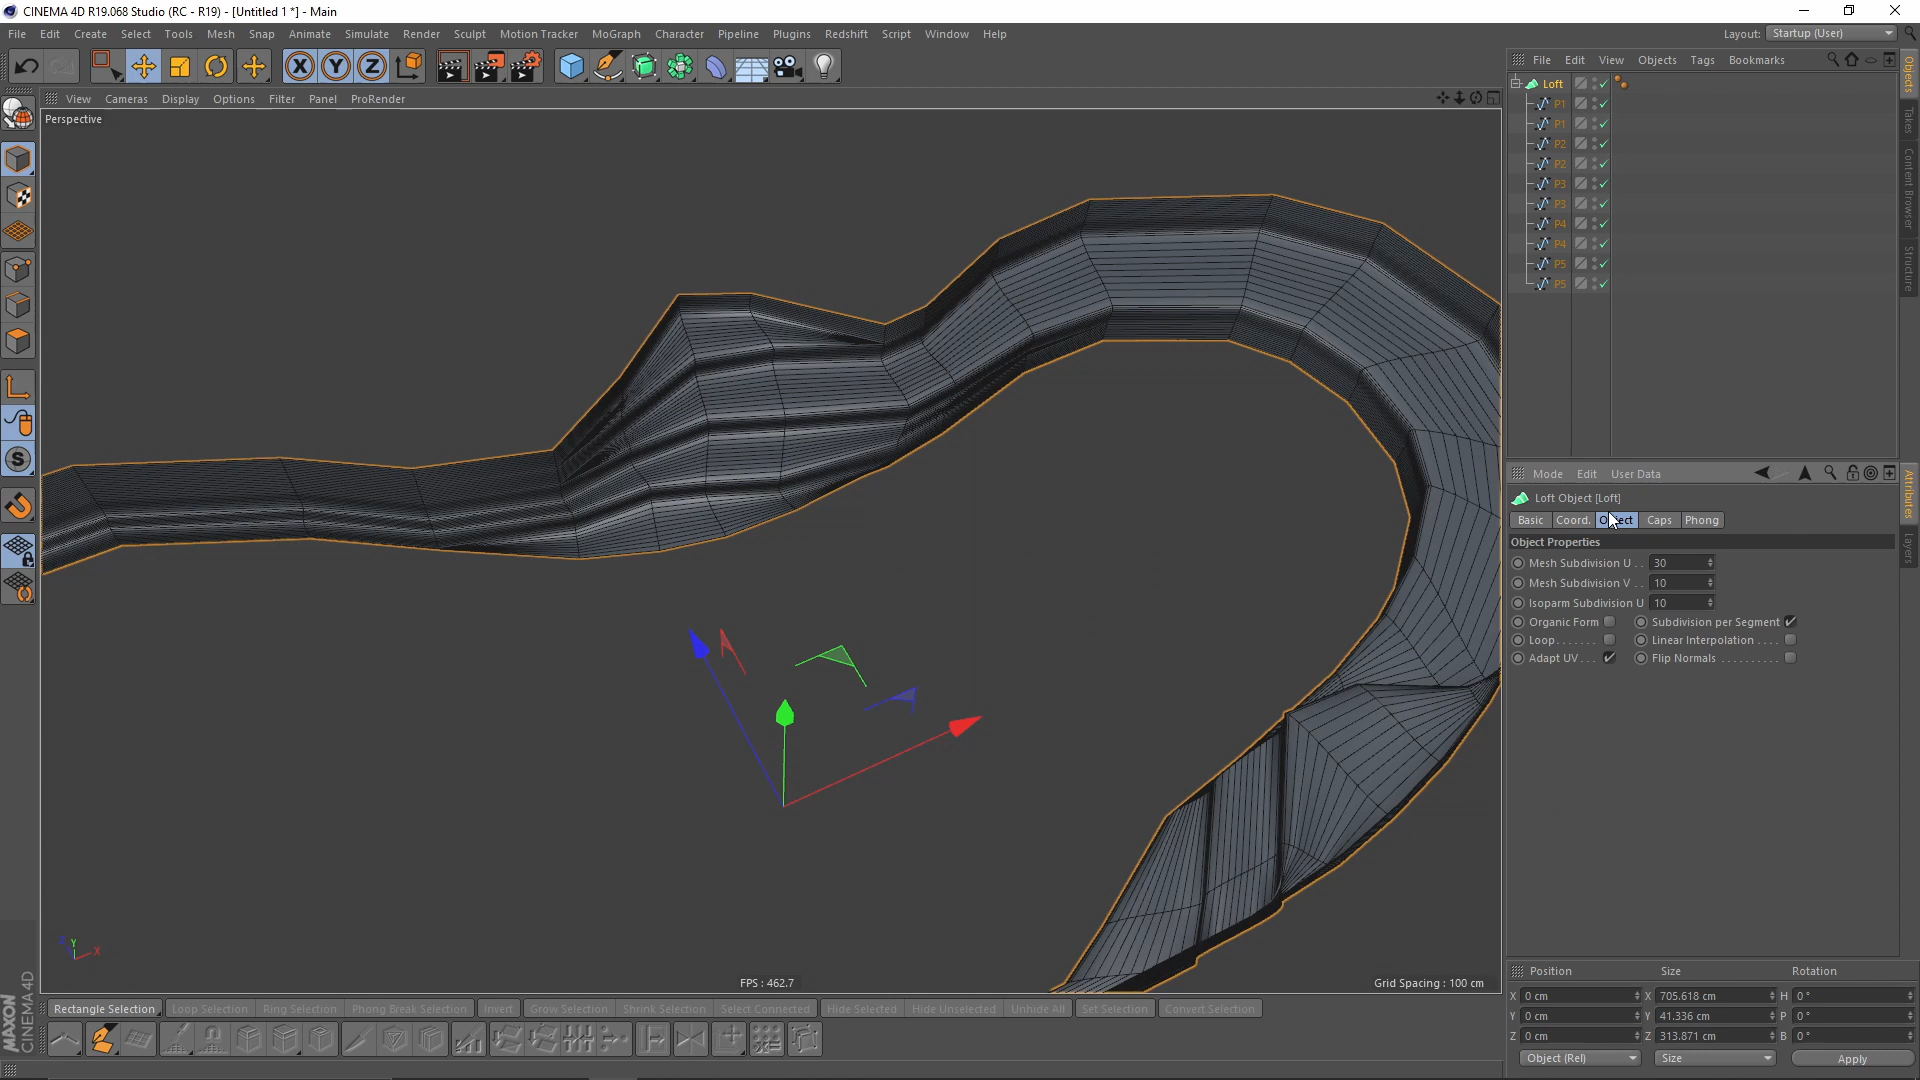 CINEMA 4D R19.068 Studio (RC - R19) - [Untitled 1 *] - Main
File Edit Create Select Tools Mesh Snap Animate Simulate Render Sculpt Motion Tracker MoGraph Character Pipeline Plugins Redshift Script Window Help
Layout: Startup (User)
X Y Z
File Edit View Objects Tags Bookmarks
View Cameras Display Options Filter Panel ProRender
Perspective
Loft
P1
P1
P2
P2
P3
P3
P4
P4
P5
P5
Objects
Takes
Content Browser
Structure
Mode Edit User Data
Loft Object [Loft]
Basic Coord. Object Caps Phong
Object Properties
Mesh Subdivision U . . 30
Mesh Subdivision V . . 10
Isoparm Subdivision U 10
Organic Form Subdivision per Segment
Loop . . . . . . . Linear Interpolation . . . .
Adapt UV . . . Flip Normals . . . . . . . . . .
Attributes
Layers
S
Y
X
FPS : 462.7
Grid Spacing : 100 cm
MAXON
CINEMA 4D
Rectangle Selection Loop Selection Ring Selection Phong Break Selection Invert Grow Selection Shrink Selection Select Connected Hide Selected Hide Unselected Unhide All Set Selection Convert Selection
Position Size Rotation
X 0 cm X 705.618 cm H 0 °
Y 0 cm Y 41.336 cm P 0 °
Z 0 cm Z 313.871 cm B 0 °
Object (Rel) Size Apply